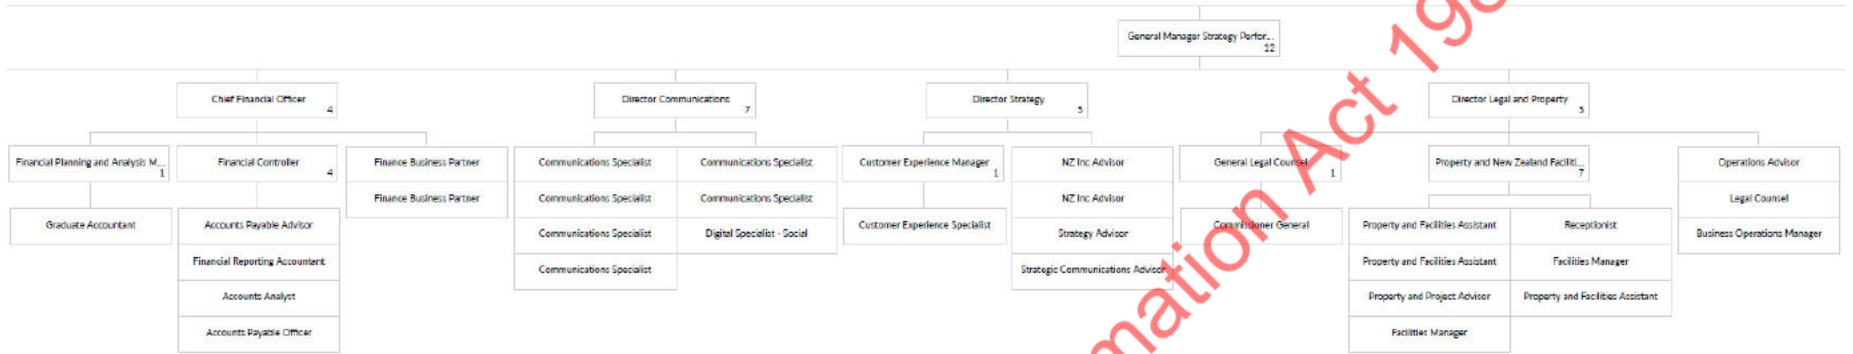 General Manager Strategy Perfor...
12
Chief Financial Officer
4
Director Communications
7
Director Strategy
5
Director Legal and Property
5
Financial Planning and Analysis M...
1
Financial Controller
4
Finance Business Partner
Finance Business Partner
Communications Specialist
Communications Specialist
Communications Specialist
Communications Specialist
Communications Specialist
Communications Specialist
Digital Specialist - Social
Customer Experience Manager
1
NZ Inc Advisor
NZ Inc Advisor
Strategy Advisor
Strategic Communications Advisor
General Legal Counsel
1
Property and New Zealand Faciliti...
7
Operations Advisor
Legal Counsel
Business Operations Manager
Graduate Accountant
Accounts Payable Advisor
Financial Reporting Accountant
Accounts Analyst
Accounts Payable Officer
Customer Experience Specialist
Commissioner General
Property and Facilities Assistant
Property and Facilities Assistant
Property and Project Advisor
Facilities Manager
Receptionist
Facilities Manager
Property and Facilities Assistant
Act